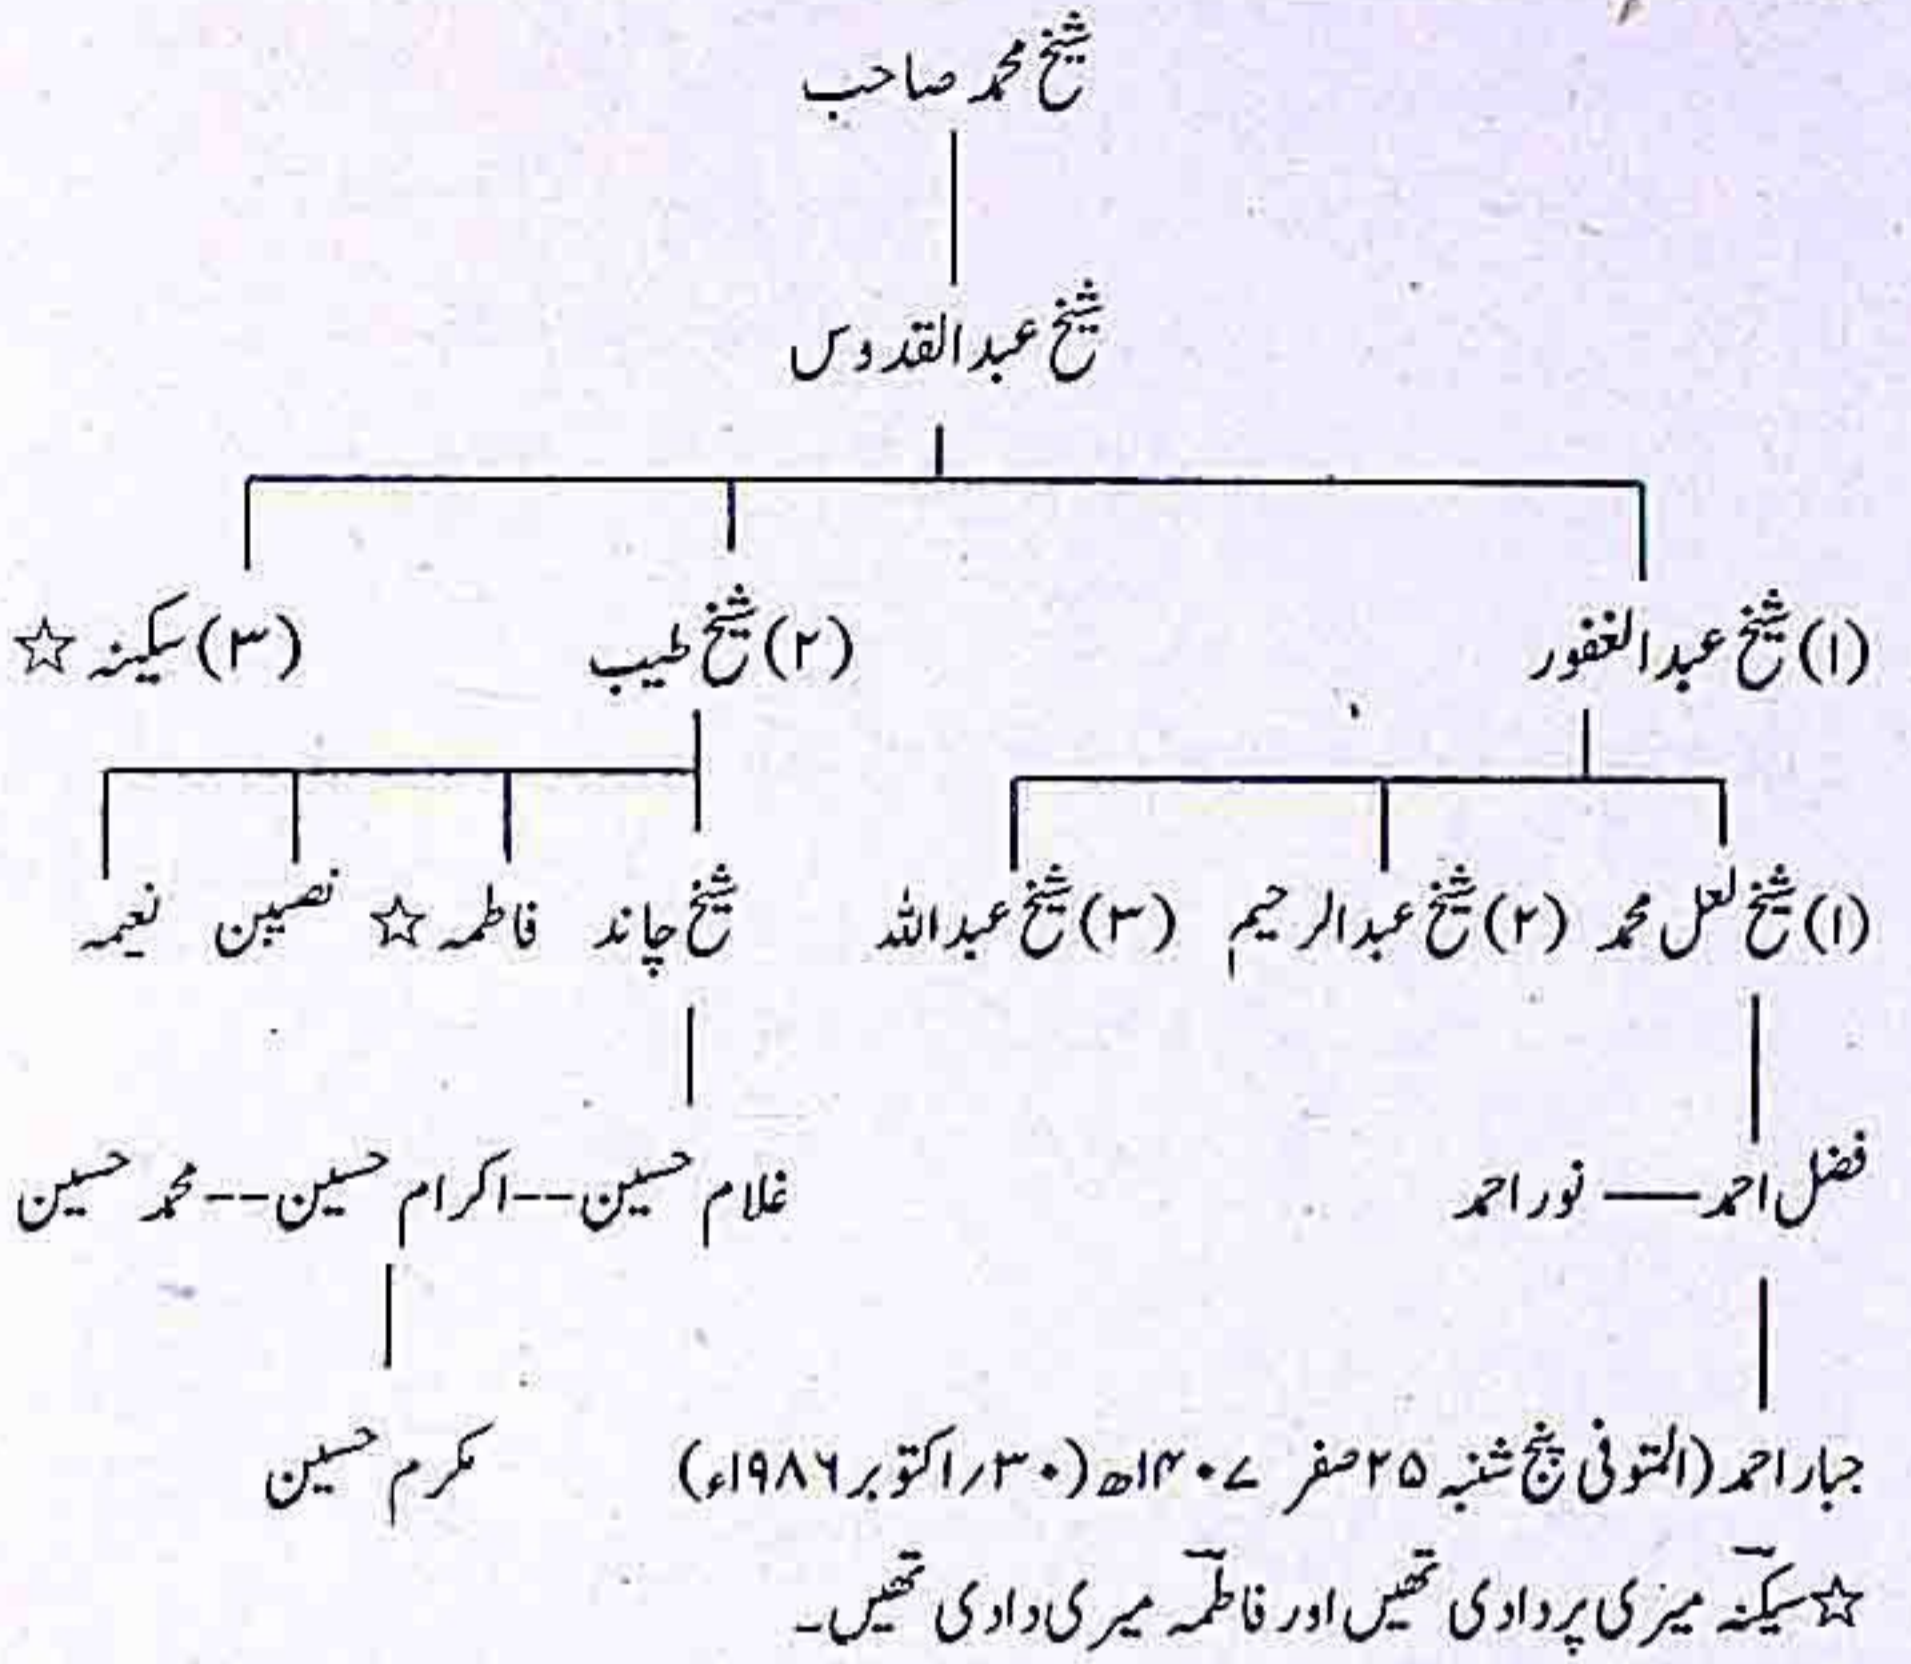 شیخ محمد صاحب
شیخ عبدالقدوس
(۱) شیخ عبدالغفور (۲) شیخ طیب (۳) سکینہ ☆
(۱) شیخ لعل محمد (۲) شیخ عبدالرحیم (۳) شیخ عبداللہ شیخ چاند فاطمہ ☆ نصیبن نعیمہ
فضل احمد — نور احمد غلام حسین -- اکرام حسین -- محمد حسین
جبار احمد (المتوفی پنج شنبہ ۲۵ صفر ۱۴۰۷ھ (۳۰؍اکتوبر ۱۹۸۶ء) مکرم حسین
☆ سکینہؔ میری پردادی تھیں اور فاطمہؔ میری دادی تھیں۔